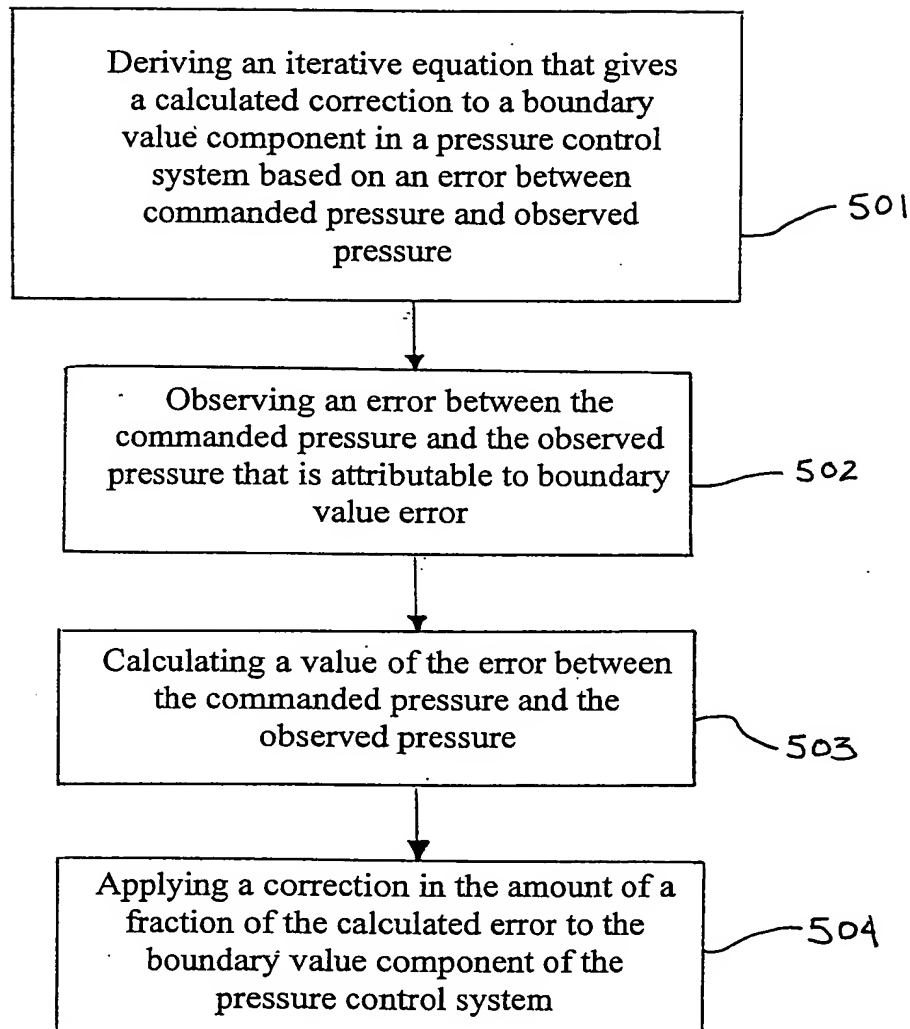 Deriving an iterative equation that gives
a calculated correction to a boundary
value component in a pressure control
system based on an error between
commanded pressure and observed
pressure
501
Observing an error between the
commanded pressure and the observed
pressure that is attributable to boundary
value error
502
Calculating a value of the error between
the commanded pressure and the
observed pressure
503
Applying a correction in the amount of a
fraction of the calculated error to the
boundary value component of the
pressure control system
504